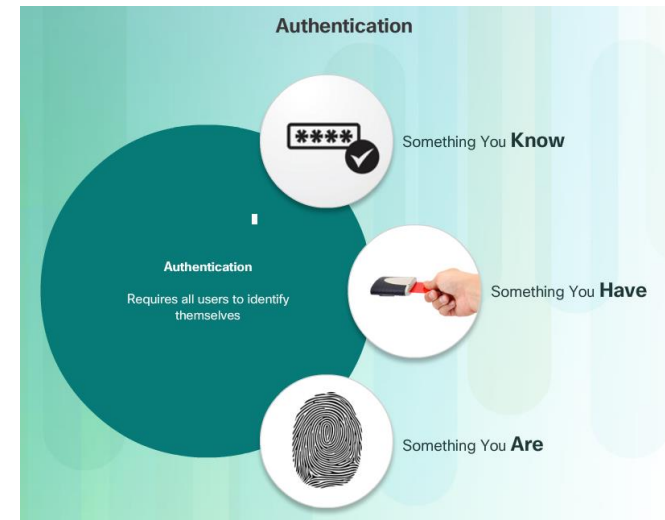 Authentication
****
Something You Know
Authentication
Requires all users to identify
themselves
Something You Have
Something You Are